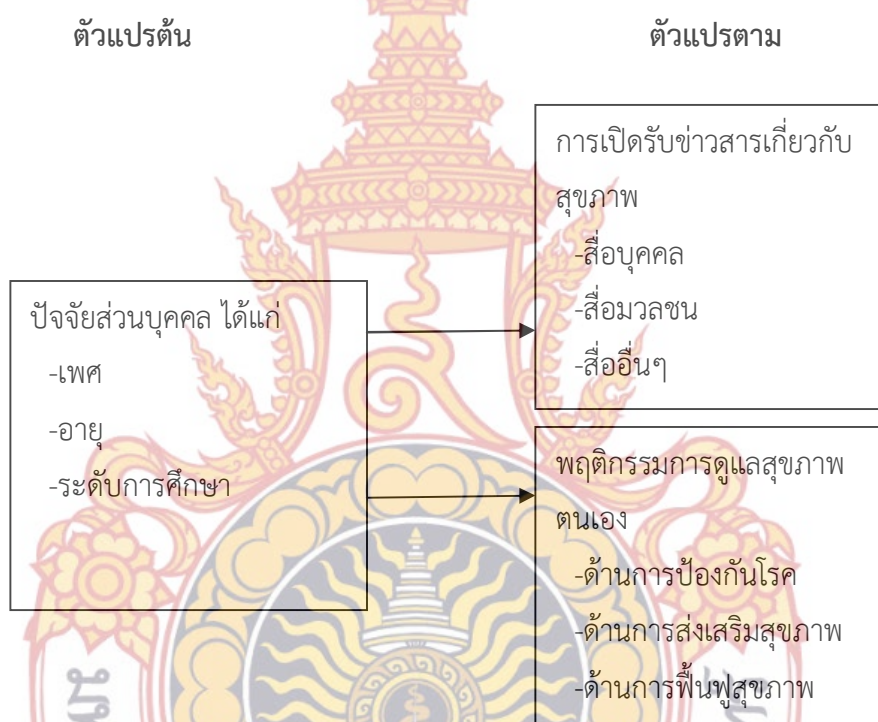 ตัวแปรต้น
ตัวแปรตาม
ปัจจัยส่วนบุคคล ได้แก่
-เพศ
-อายุ
-ระดับการศึกษา
การเปิดรับข่าวสารเกี่ยวกับ
สุขภาพ
-สื่อบุคคล
-สื่อมวลชน
-สื่ออื่นๆ
พฤติกรรมการดูแลสุขภาพ
ตนเอง
-ด้านการป้องกันโรค
-ด้านการส่งเสริมสุขภาพ
-ด้านการฟื้นฟูสุขภาพ